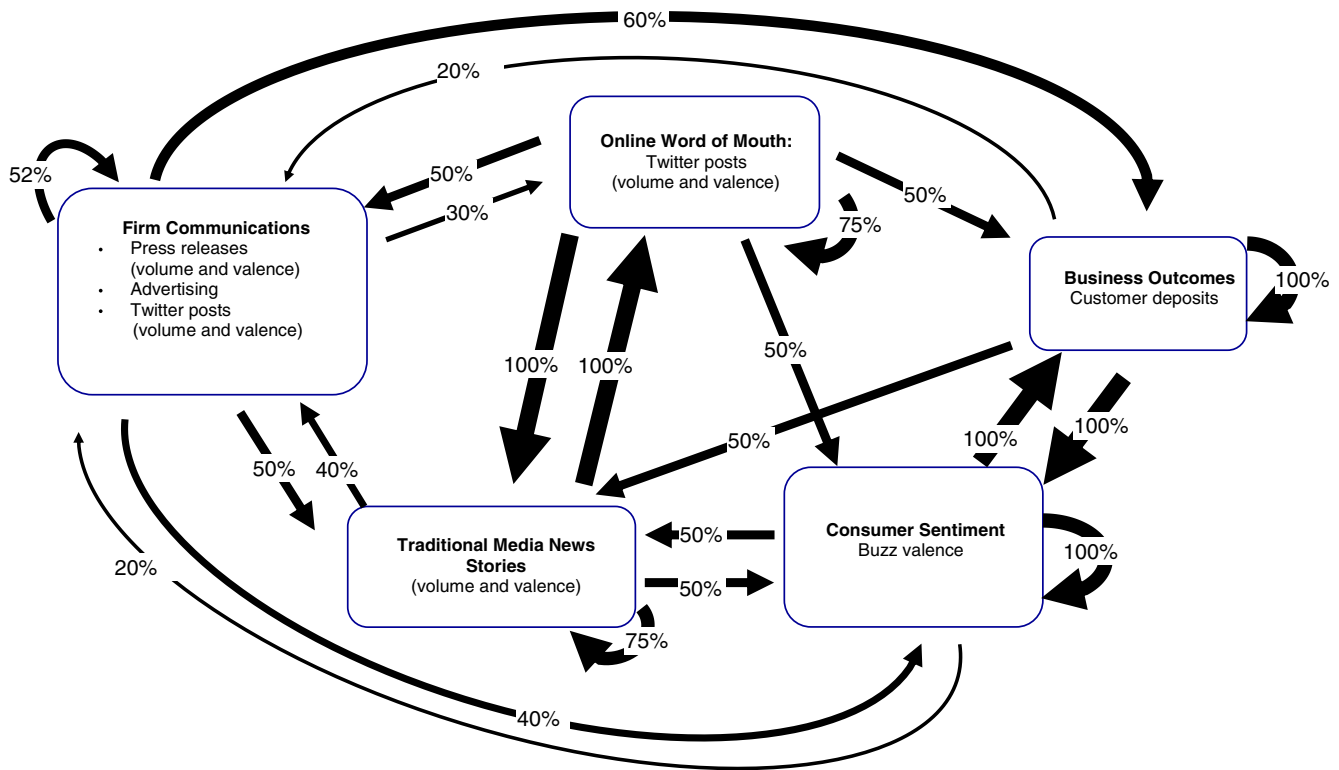 60%
20%
Online Word of Mouth:
Twitter posts
(volume and valence)
52%
50%
30%
50%
75%
Firm Communications
• Press releases
(volume and valence)
• Advertising
• Twitter posts
(volume and valence)
Business Outcomes
Customer deposits
100%
100%
100%
50%
50%
100%
100%
50%
40%
Traditional Media News
Stories
(volume and valence)
50%
50%
Consumer Sentiment
Buzz valence
100%
20%
75%
40%